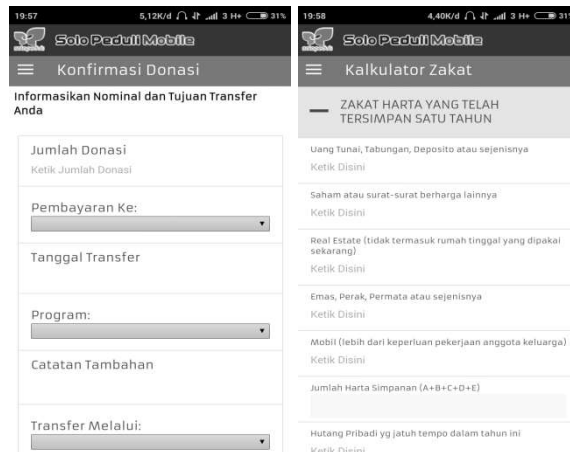 19:57 5,12K/d 3 H+ 31%
Solo Peduli Mobile
Konfirmasi Donasi
Informasikan Nominal dan Tujuan Transfer
Anda
Jumlah Donasi
Ketik Jumlah Donasi
Pembayaran Ke:
Tanggal Transfer
Program:
Catatan Tambahan
Transfer Melalui:
19:58 4,40K/d 3 H+ 31
Solo Peduli Mobile
Kalkulator Zakat
ZAKAT HARTA YANG TELAH
TERSIMPAN SATU TAHUN
Uang Tunai, Tabungan, Deposito atau sejenisnya
Ketik Disini
Saham atau surat-surat berharga lainnya
Ketik Disini
Real Estate (tidak termasuk rumah tinggal yang dipakai
sekarang)
Ketik Disini
Emas, Perak, Permata atau sejenisnya
Ketik Disini
Mobil (lebih dari keperluan pekerjaan anggota keluarga)
Ketik Disini
Jumlah Harta Simpanan (A+B+C+D+E)
Hutang Pribadi yg jatuh tempo dalam tahun ini
Ketik Disini